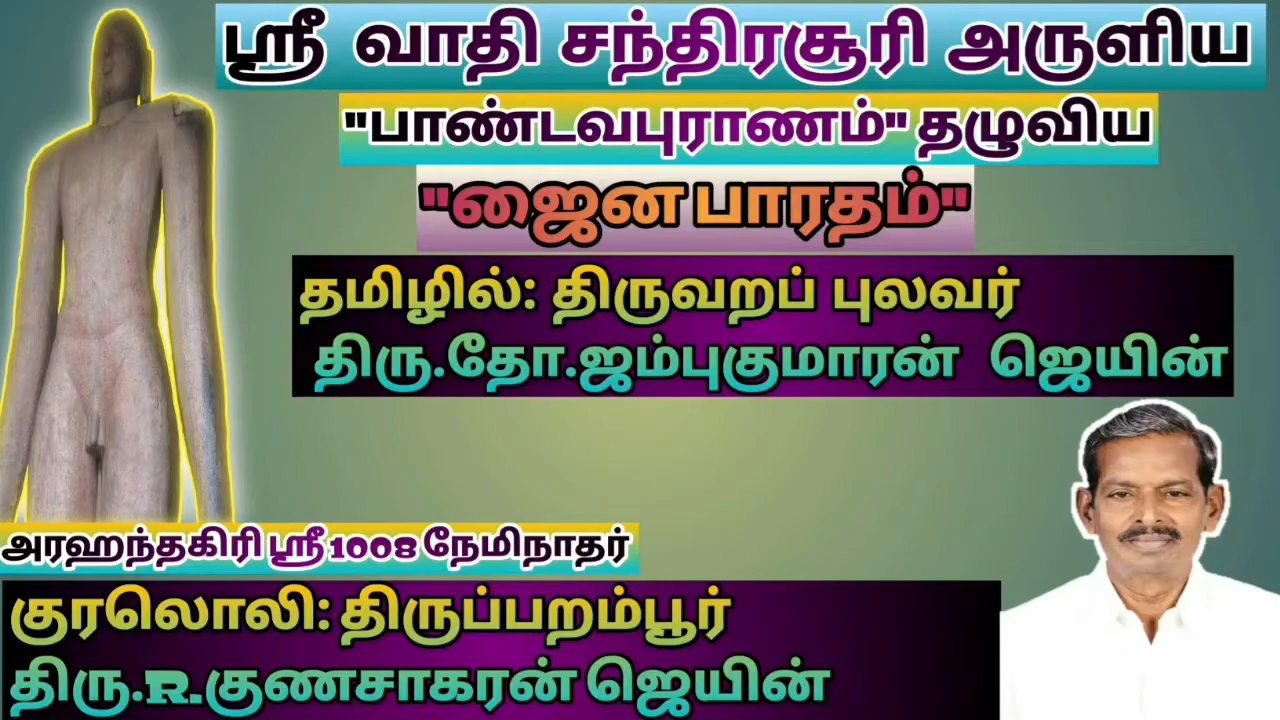 ஸ்ரீ வாதி சந்திரசூரி அருளிய
"பாண்டவபுராணம்" தழுவிய
"ஜைன பாரதம்"
தமிழில்: திருவறப் புலவர்
திரு.தோ.ஜம்புகுமாரன் ஜெயின்
அரஹந்தகிரி ஸ்ரீ 1008 நேமிநாதர்
குரலொலி: திருப்பறம்பூர்
திரு.R.குணசாகரன் ஜெயின்